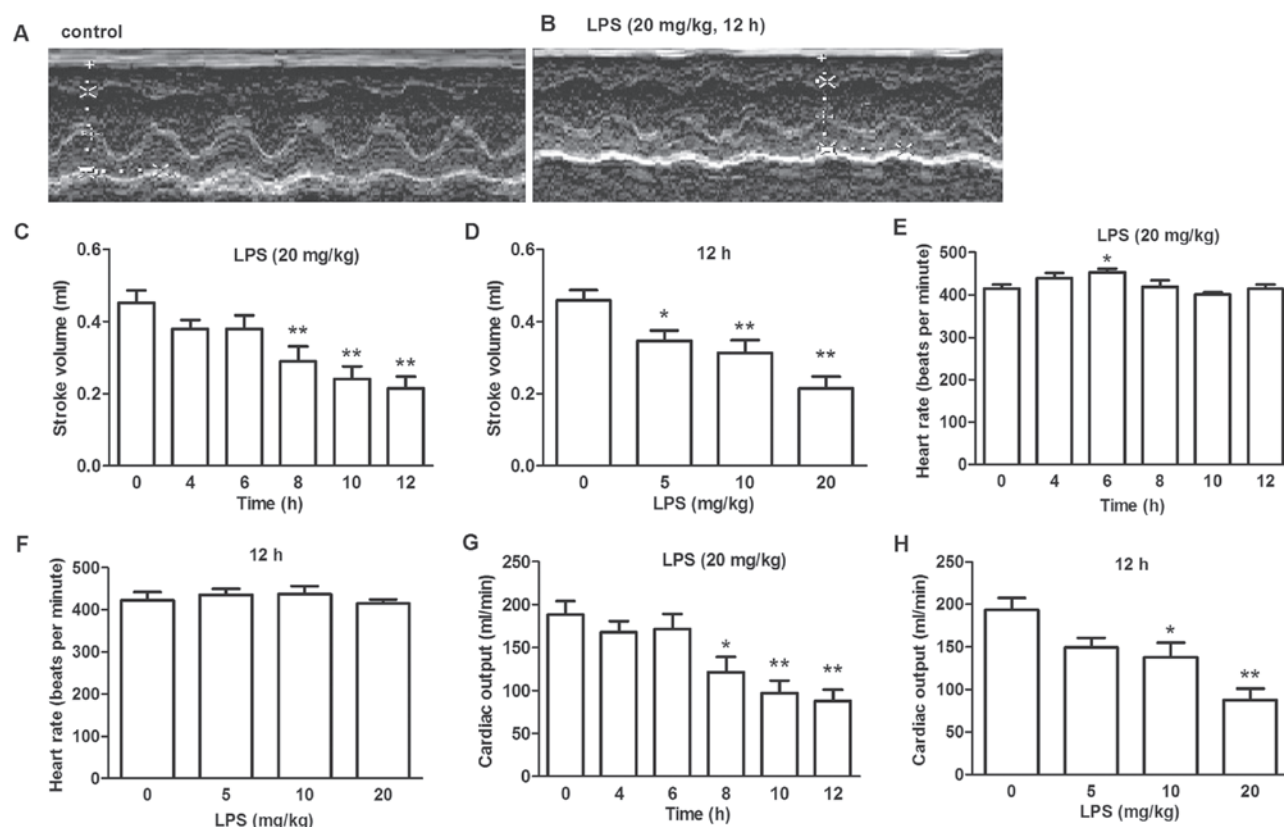 A control
B LPS (20 mg/kg, 12 h)
C
LPS (20 mg/kg)
Stroke volume (ml)
0.6
0.4
0.2
0.0
** ** **
0 4 6 8 10 12
Time (h)
D
12 h
Stroke volume (ml)
0.6
0.4
0.2
0.0
* ** **
0 5 10 20
LPS (mg/kg)
E
LPS (20 mg/kg)
Heart rate (beats per minute)
500
400
300
200
100
0
*
0 4 6 8 10 12
Time (h)
F
12 h
Heart rate (beats per minute)
500
400
300
200
100
0
0 5 10 20
LPS (mg/kg)
G
LPS (20 mg/kg)
Cardiac output (ml/min)
250
200
150
100
50
0
* ** **
0 4 6 8 10 12
Time (h)
H
12 h
Cardiac output (ml/min)
250
200
150
100
50
0
* **
0 5 10 20
LPS (mg/kg)